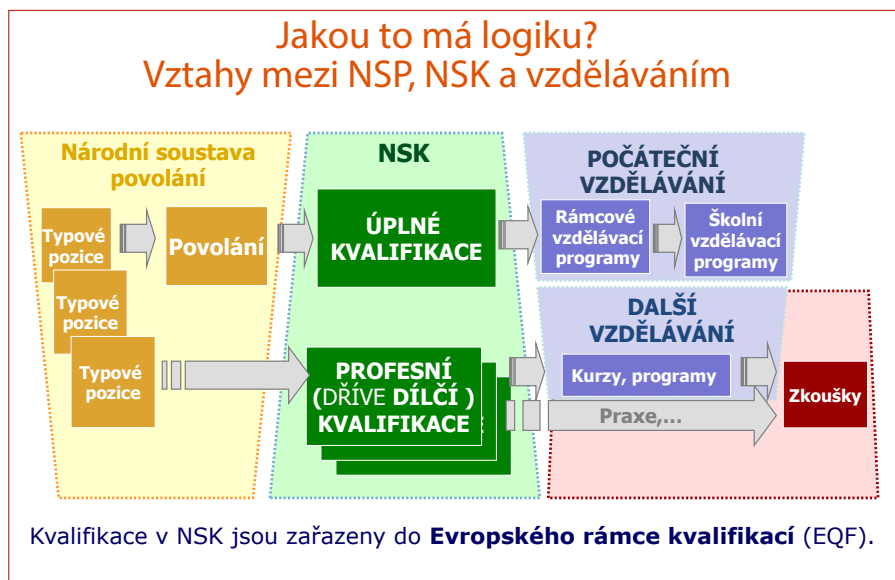 Jakou to má logiku?
Vztahy mezi NSP, NSK a vzděláváním
Národní soustava
povolání
Typové
pozice
Typové
pozice
Typové
pozice
Povolání
NSK
ÚPLNÉ
KVALIFIKACE
PROFESNÍ
(DŘÍVE DÍLČÍ )
KVALIFIKACE
POČÁTEČNÍ
VZDĚLÁVÁNÍ
Rámcové
vzdělávací
programy
Školní
vzdělávací
programy
DALŠÍ
VZDĚLÁVÁNÍ
Kurzy, programy
Praxe,...
Zkoušky
Kvalifikace v NSK jsou zařazeny do Evropského rámce kvalifikací (EQF).